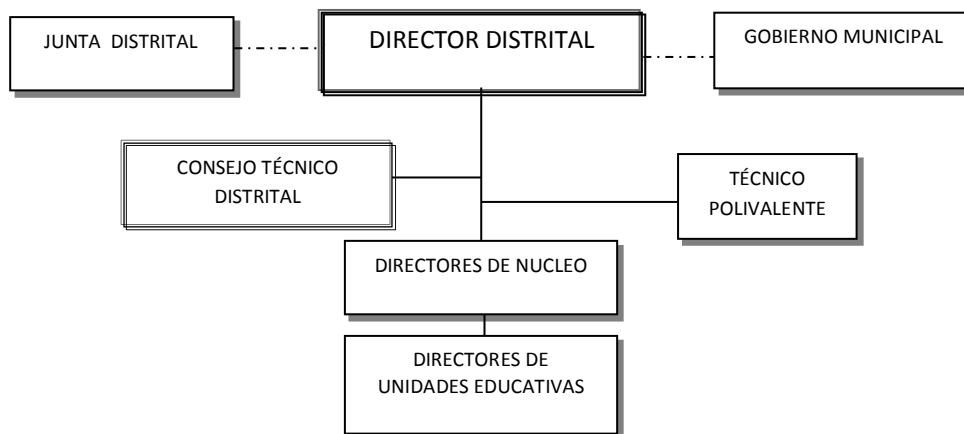 JUNTA DISTRITAL
DIRECTOR DISTRITAL
GOBIERNO MUNICIPAL
CONSEJO TÉCNICO
DISTRITAL
TÉCNICO
POLIVALENTE
DIRECTORES DE NUCLEO
DIRECTORES DE
UNIDADES EDUCATIVAS